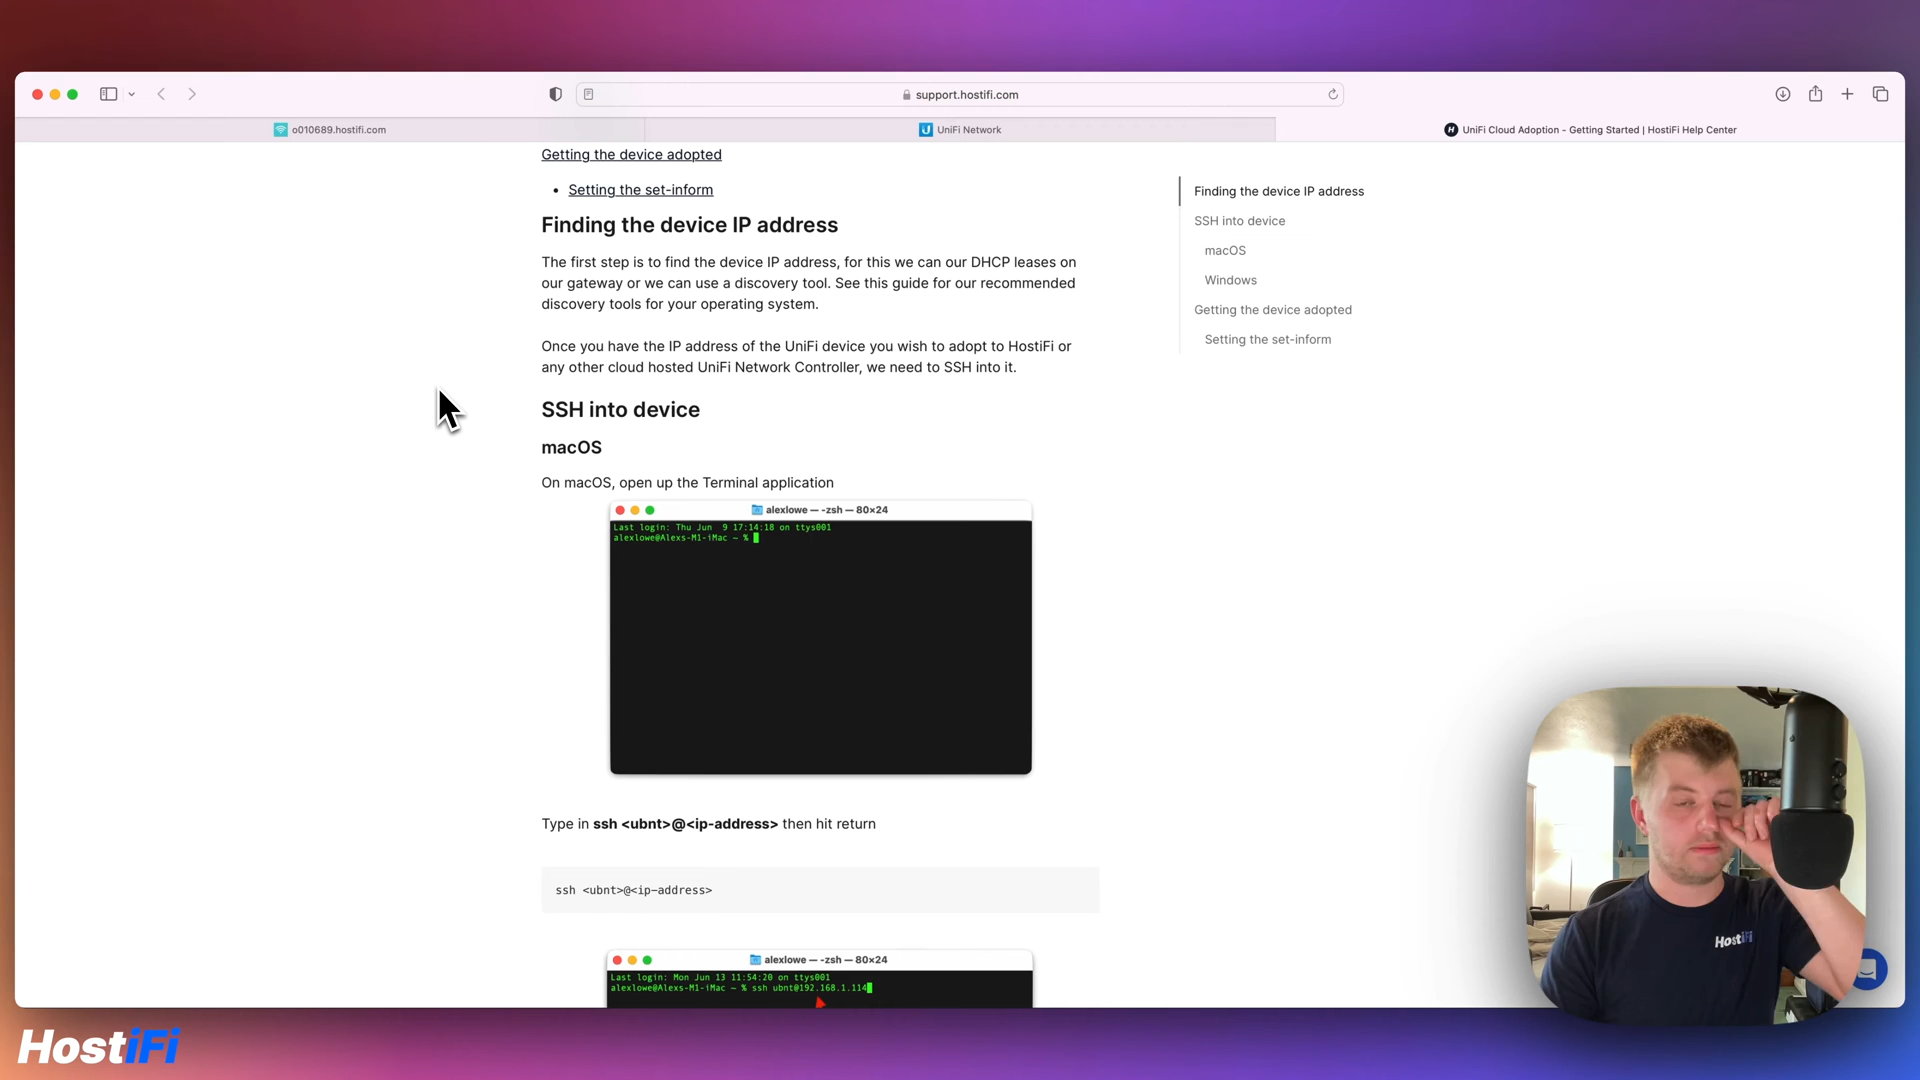 support.hostifi.com
o010689.hostifi.com
UniFi Network
UniFi Cloud Adoption - Getting Started | HostiFi Help Center
Getting the device adopted
• Setting the set-inform
Finding the device IP address
The first step is to find the device IP address, for this we can our DHCP leases on
our gateway or we can use a discovery tool. See this guide for our recommended
discovery tools for your operating system.
Once you have the IP address of the UniFi device you wish to adopt to HostiFi or
any other cloud hosted UniFi Network Controller, we need to SSH into it.
SSH into device
macOS
On macOS, open up the Terminal application
alexlowe — -zsh — 80×24
Last login: Thu Jun 9 17:14:18 on ttys001
alexlowe@Alexs-M1-iMac ~ %
Type in ssh <ubnt>@<ip-address> then hit return
ssh <ubnt>@<ip-address>
alexlowe — -zsh — 80×24
Last login: Mon Jun 13 11:54:20 on ttys001
alexlowe@Alexs-M1-iMac ~ % ssh ubnt@192.168.1.114
Finding the device IP address
SSH into device
macOS
Windows
Getting the device adopted
Setting the set-inform
HostiFi
HostiFi